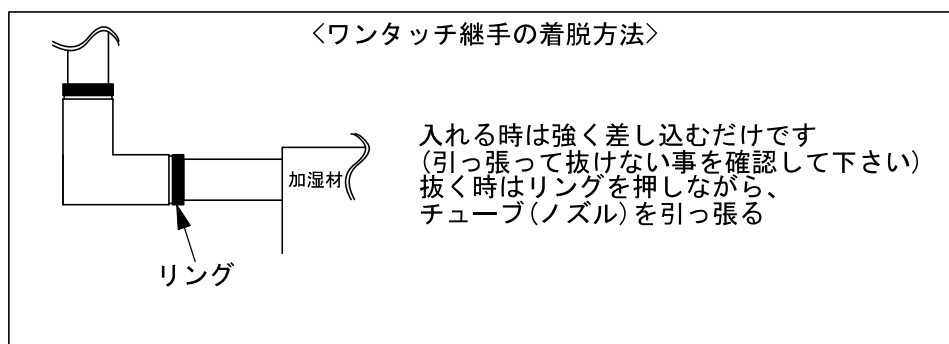 〈ワンタッチ継手の着脱方法〉
入れる時は強く差し込むだけです
(引っ張って抜けない事を確認して下さい)
抜く時はリングを押しながら、
チューブ(ノズル)を引っ張る
加湿材
リング